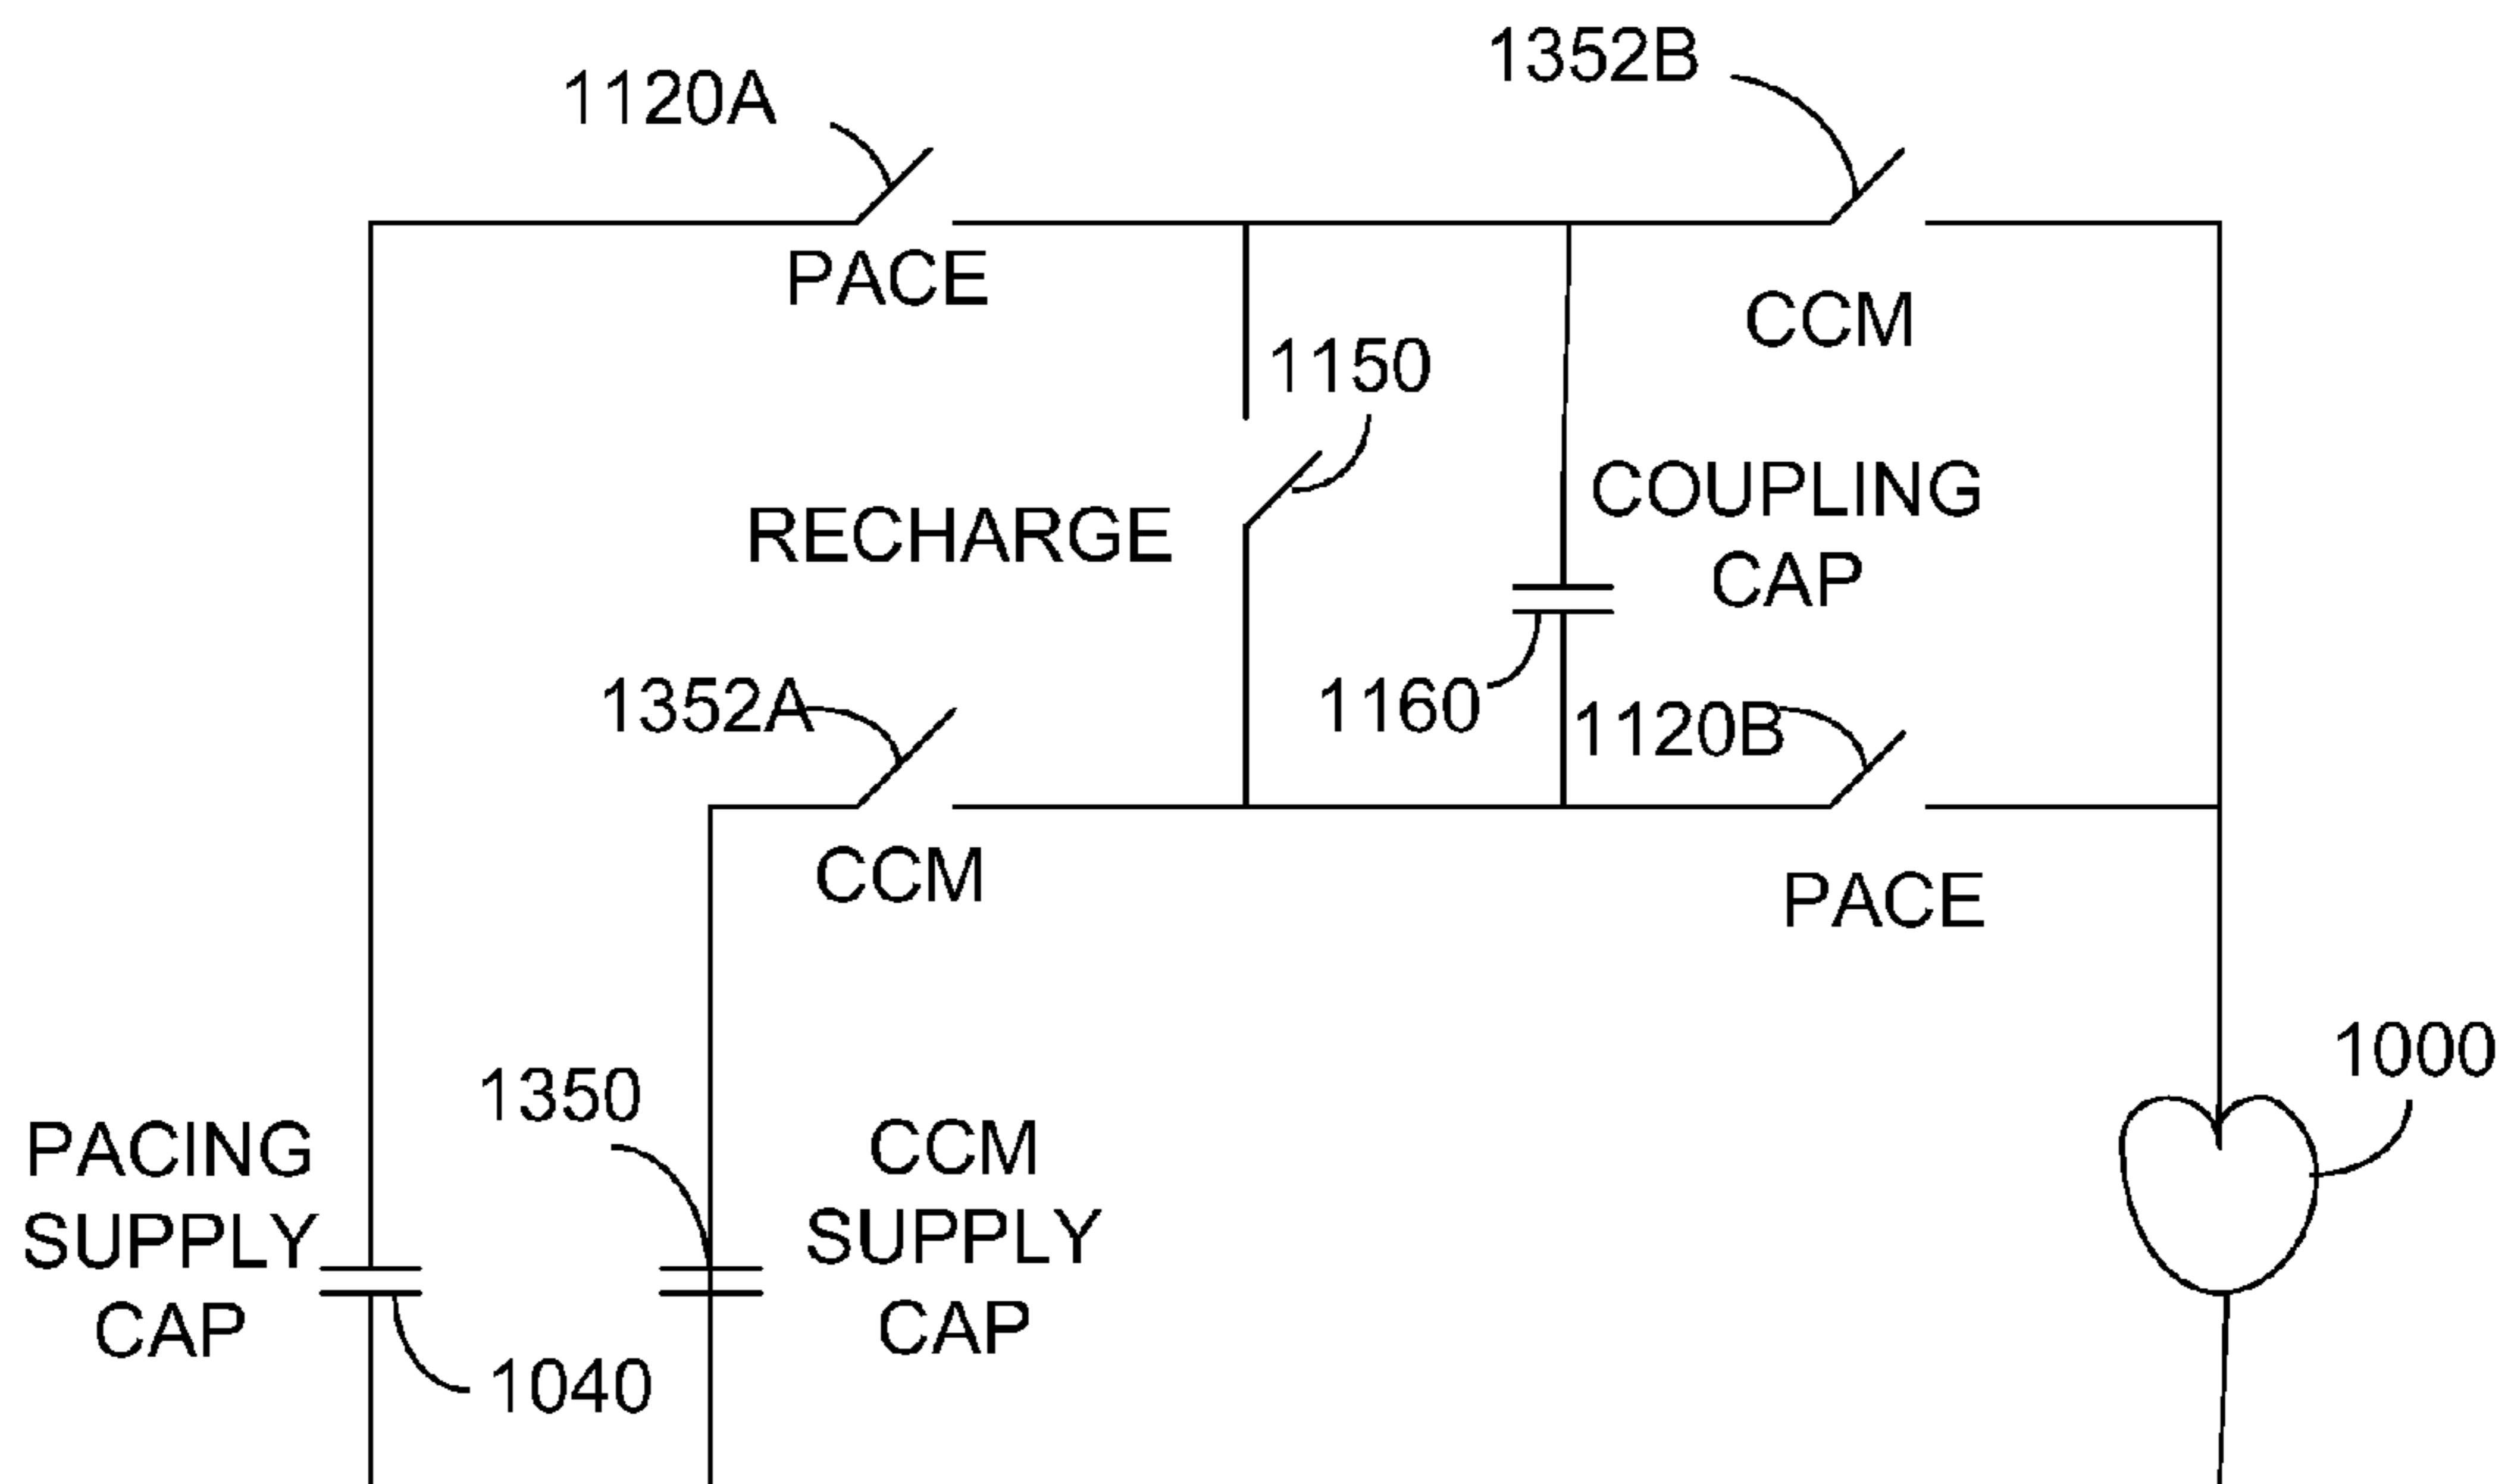 1352B
1120A
PACE
CCM
1150
COUPLING
CAP
RECHARGE
1352A
1160
1120B
CCM
PACE
1000
1350
PACING
SUPPLY
CAP
CCM
SUPPLY
CAP
1040